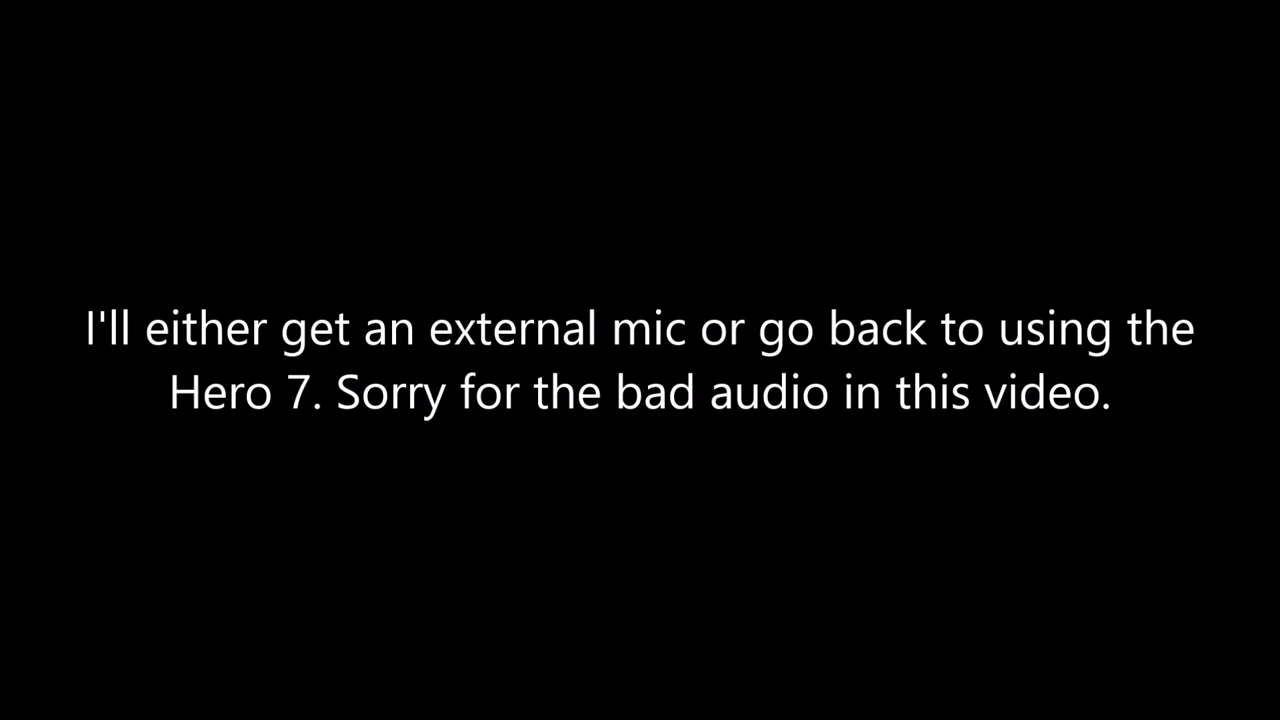 I'll either get an external mic or go back to using the
Hero 7. Sorry for the bad audio in this video.